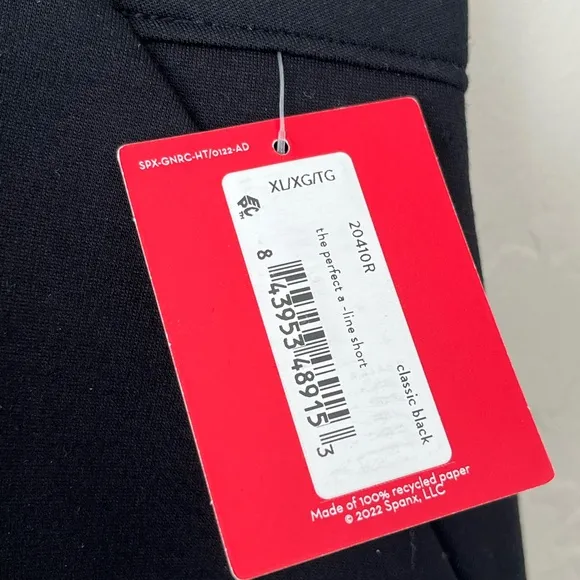 SPX-GNRC-HT/0122-AD
XL/XG/TG
20410R
the perfect a -line short
classic black
8 43953 48915 3
Made of 100% recycled paper
© 2022 Spanx, LLC